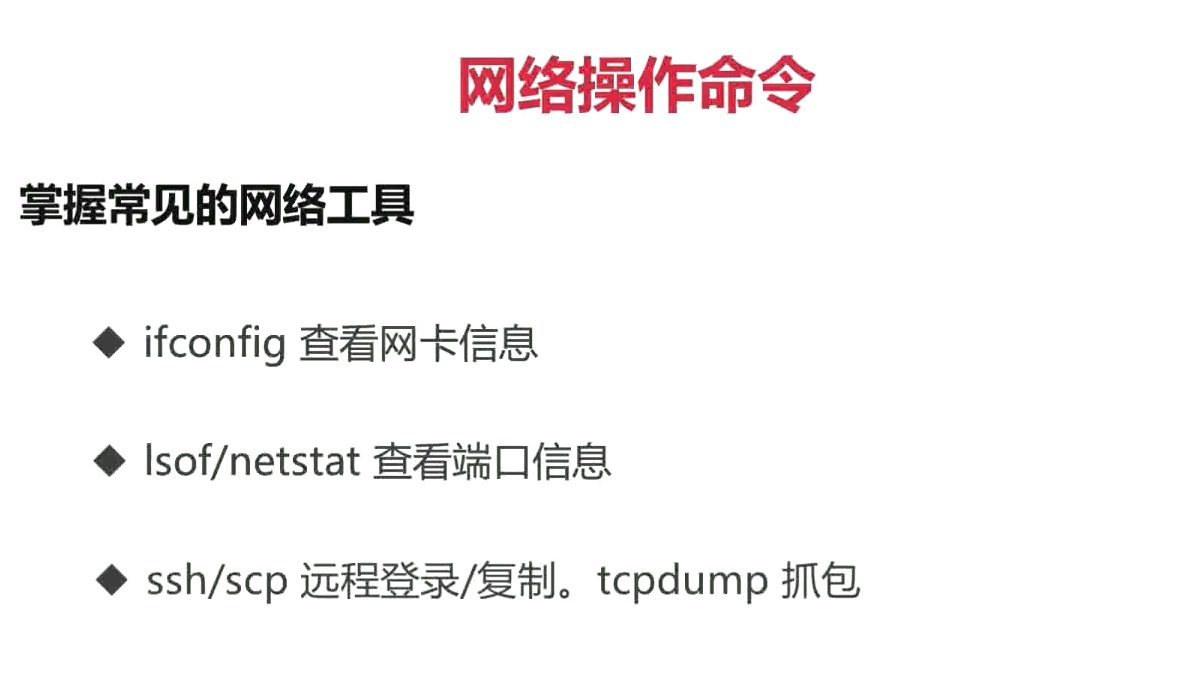 网络操作命令
掌握常见的网络工具
◆ ifconfig 查看网卡信息
◆ lsof/netstat 查看端口信息
◆ ssh/scp 远程登录/复制。tcpdump 抓包